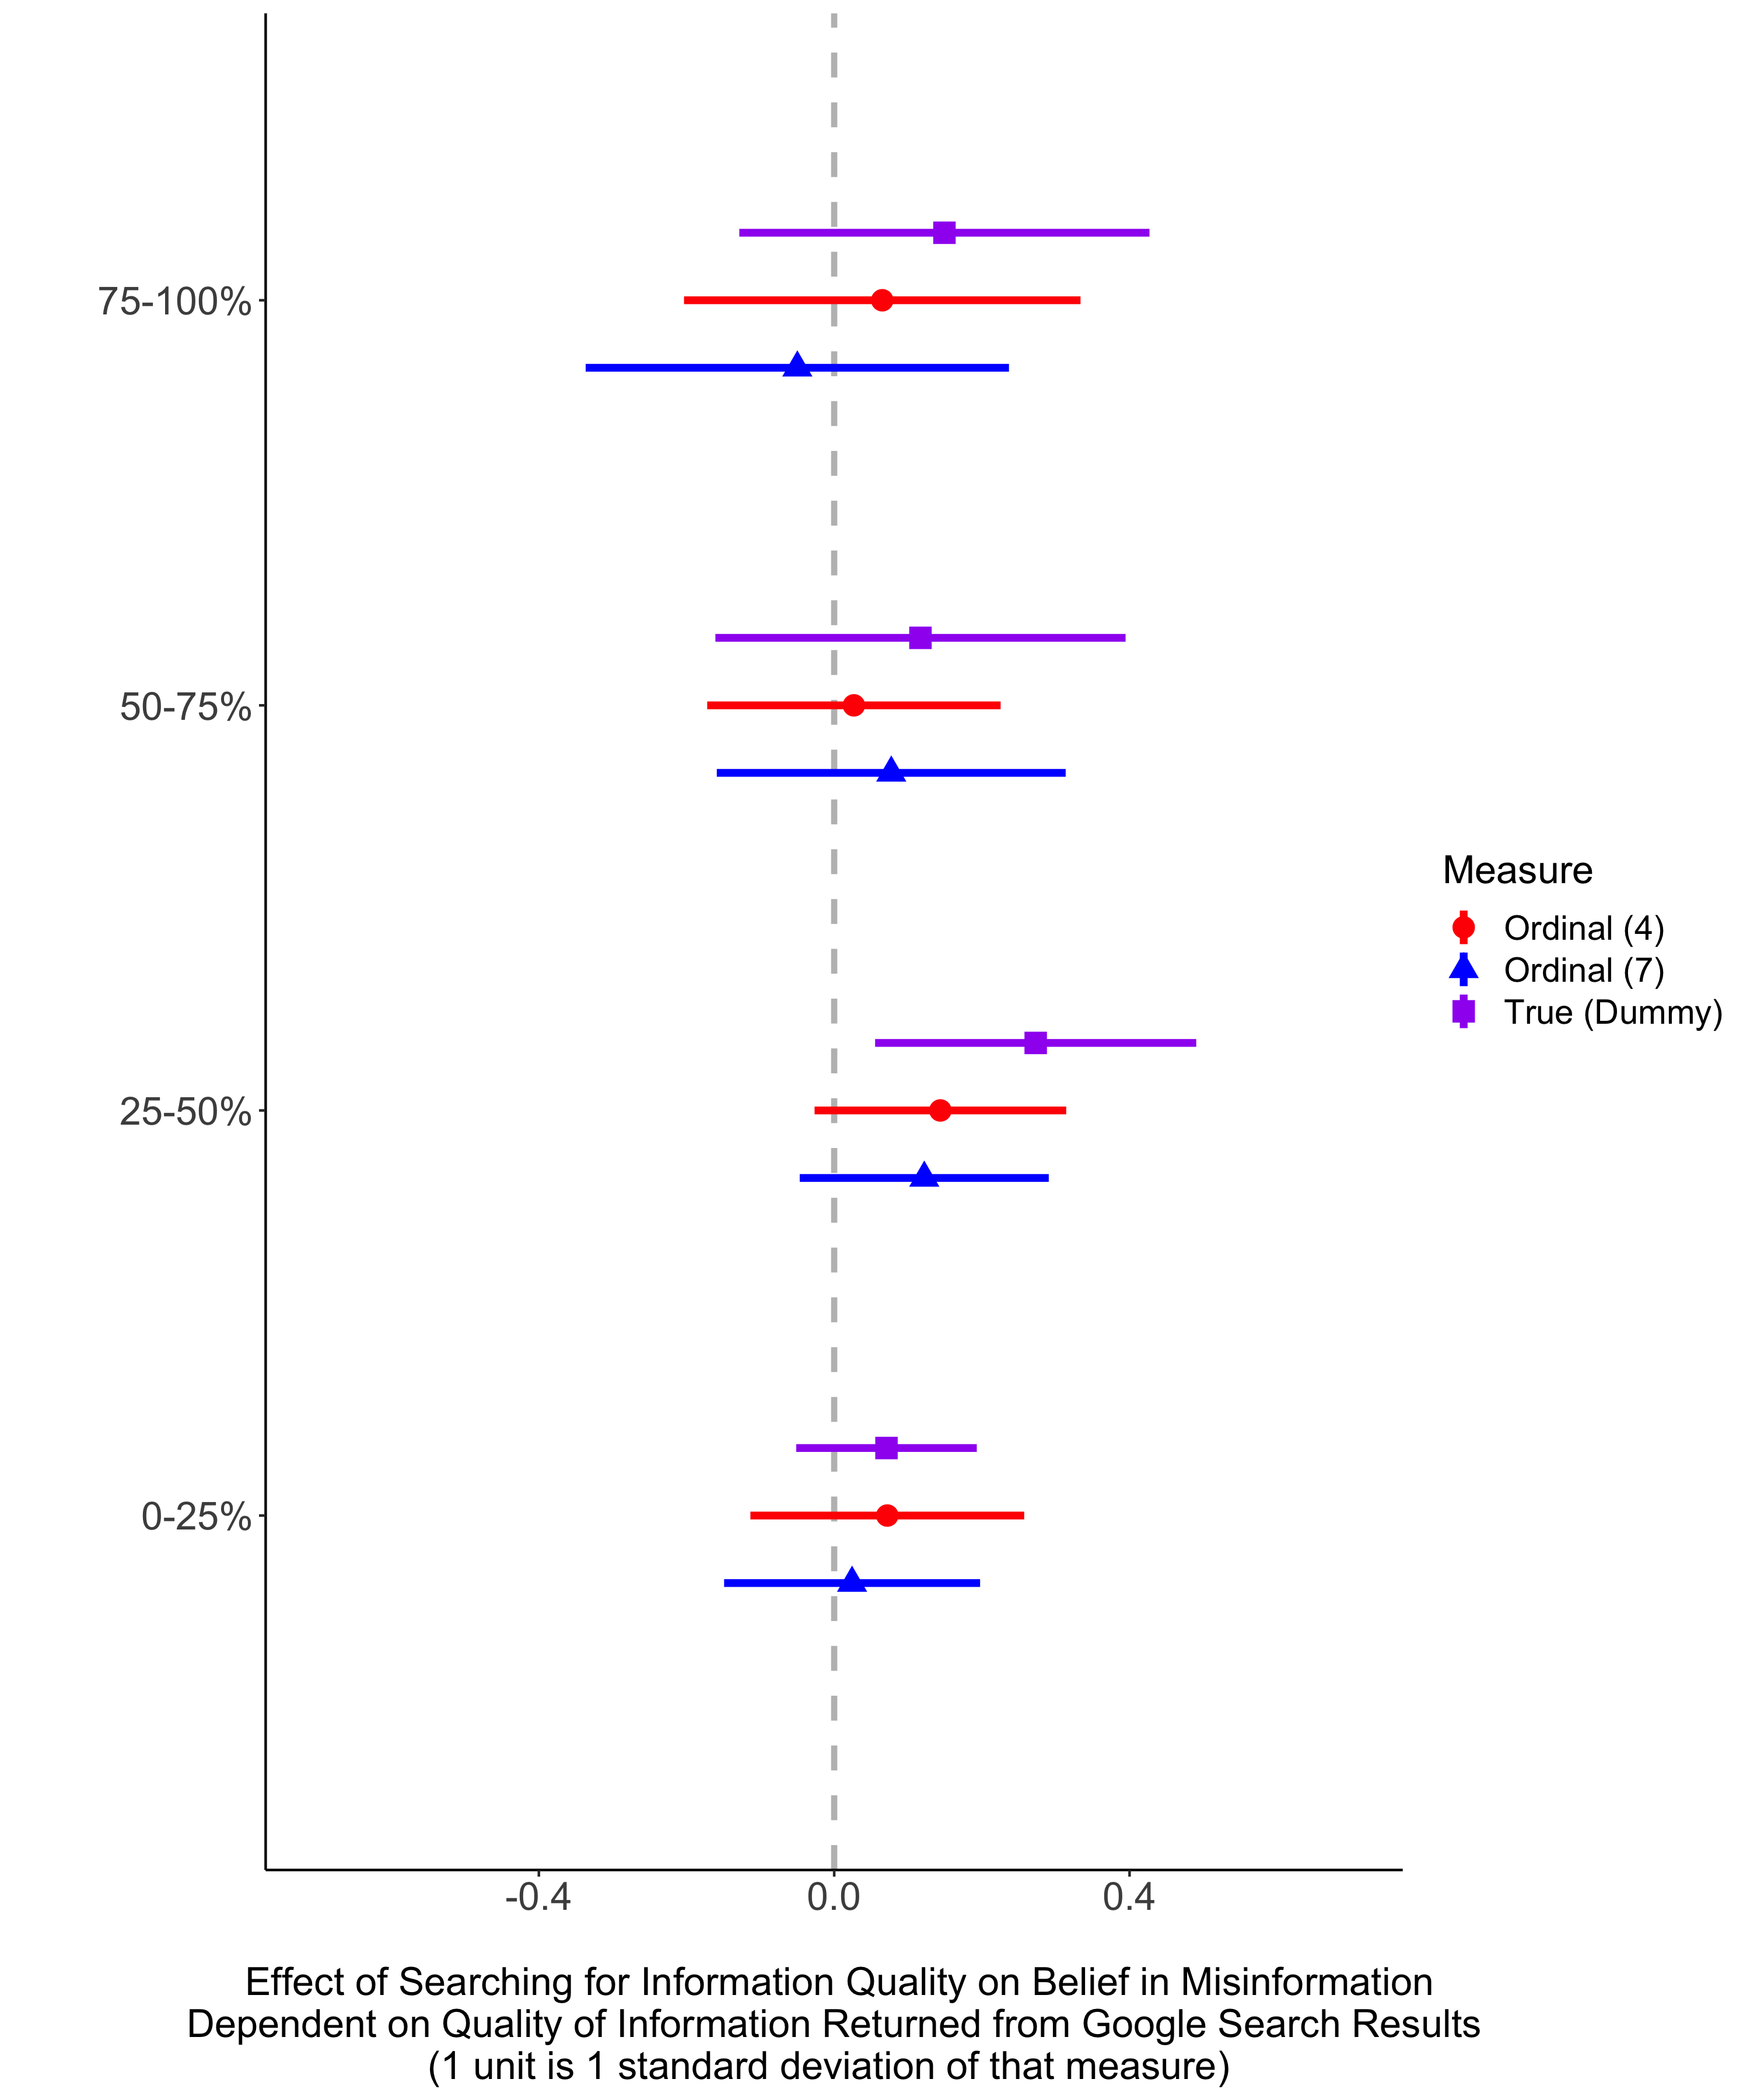 75-100%
50-75%
25-50%
0-25%
-0.4
0.0
0.4
Measure
Ordinal (4)
Ordinal (7)
True (Dummy)
Effect of Searching for Information Quality on Belief in Misinformation
Dependent on Quality of Information Returned from Google Search Results
(1 unit is 1 standard deviation of that measure)